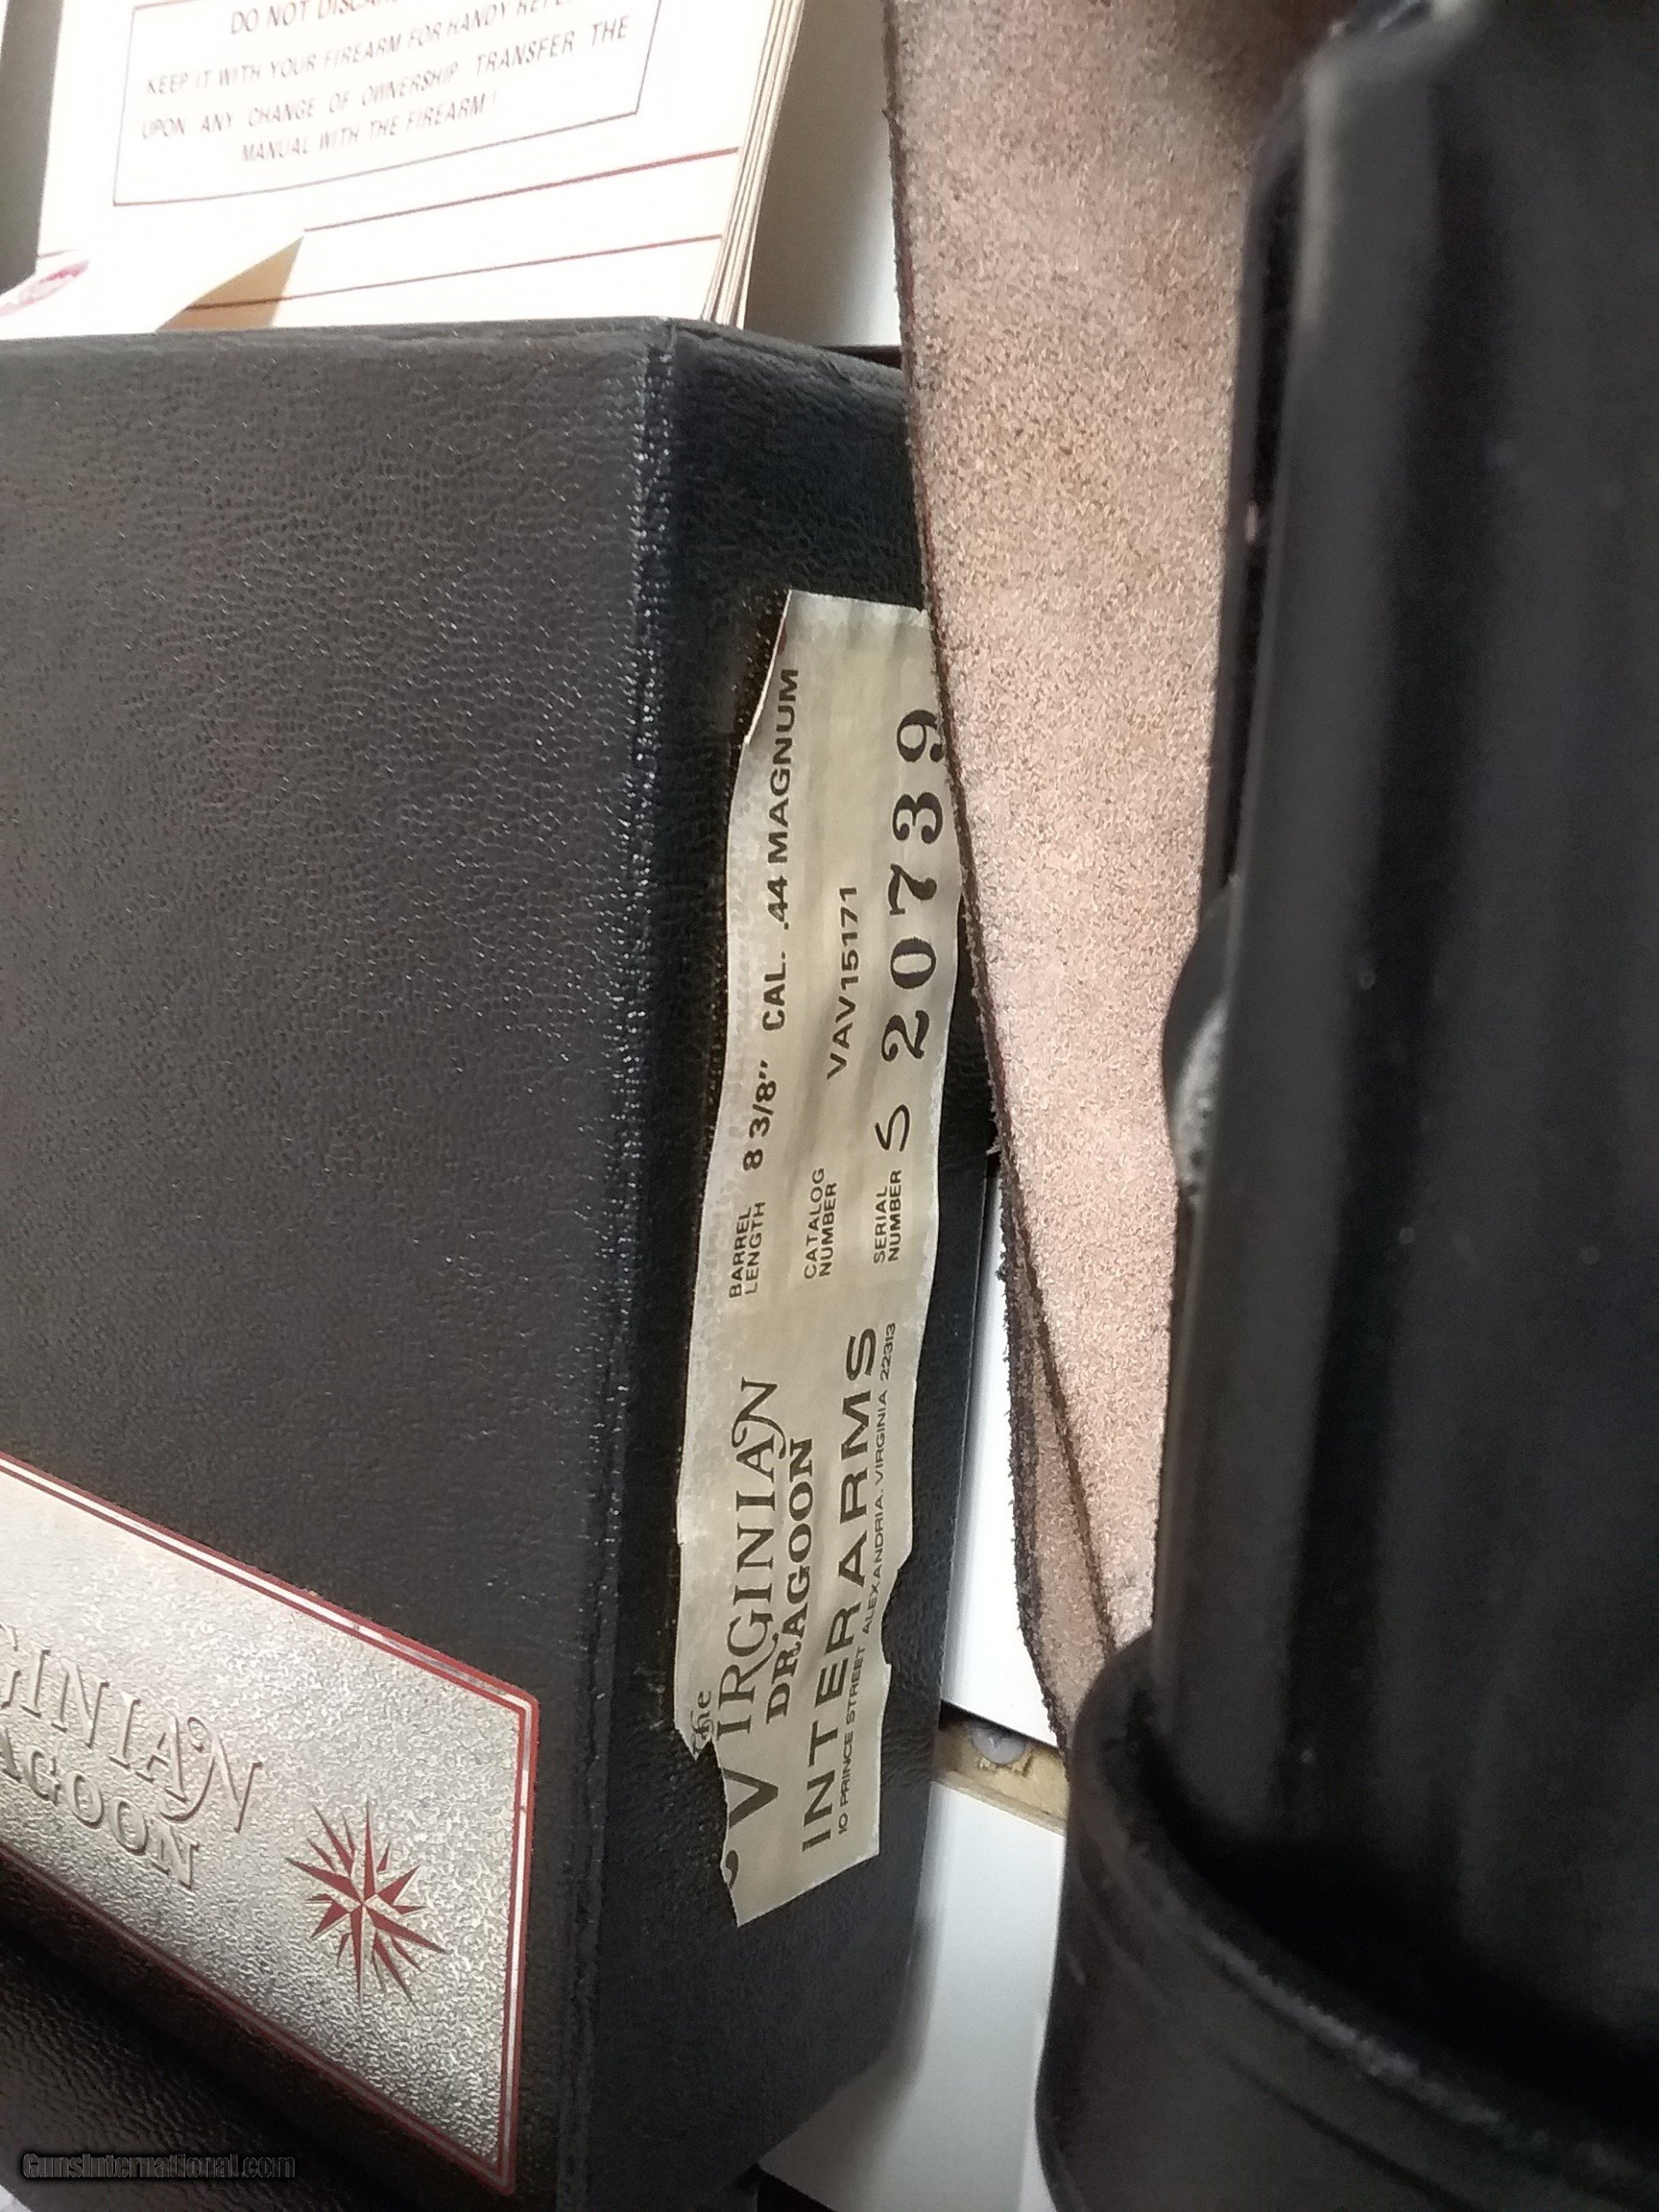 DO NOT
KEEP IT WITH YOUR FIREARM FOR HANDY
UPON ANY CHANGE OF OWNERSHIP TRANSFER THE
MANUAL WITH THE FIREARM!
the
VIRGINIAN
DRAGOON
INTERARMS
10 PRINCE STREET ALEXANDRIA, VIRGINIA 22313
BARREL
LENGTH 8 3/8" CAL. .44 MAGNUM
CATALOG
NUMBER VAV15171
SERIAL
NUMBER S 20739
GINIAN
AGOON
GunsInternational.com